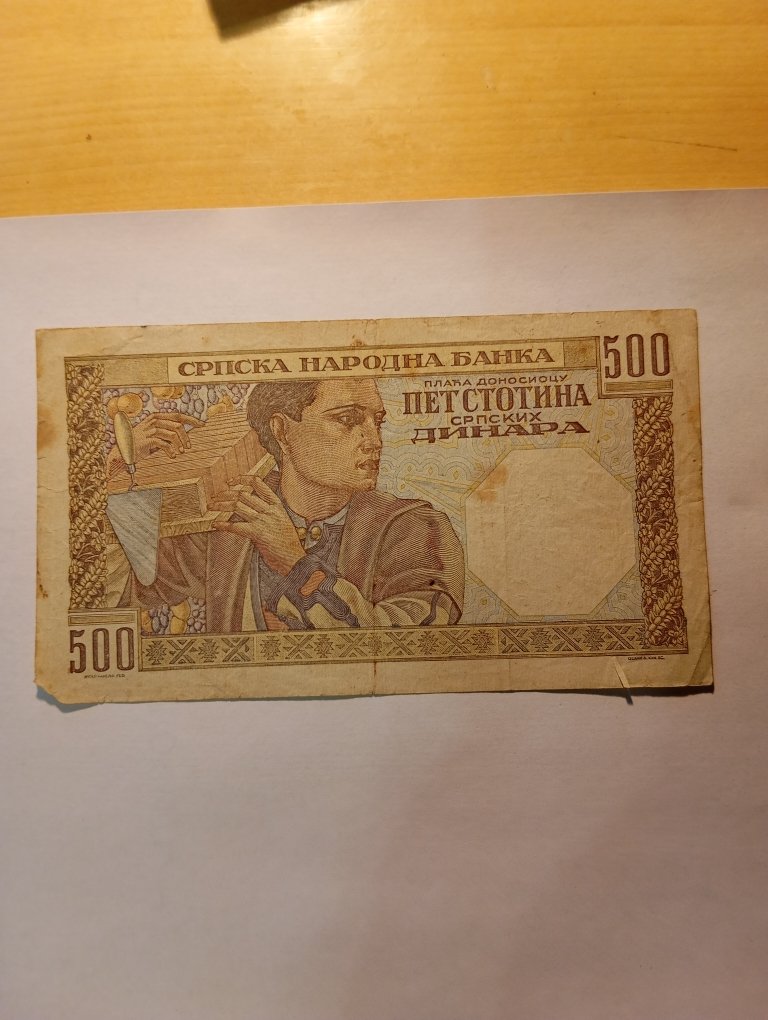 СРПСКА НАРОДНА БАНКА
500
ПЛАЋА ДОНОСИОЦУ
ПЕТ СТОТИНА
СРПСКИХ
ДИНАРА
500